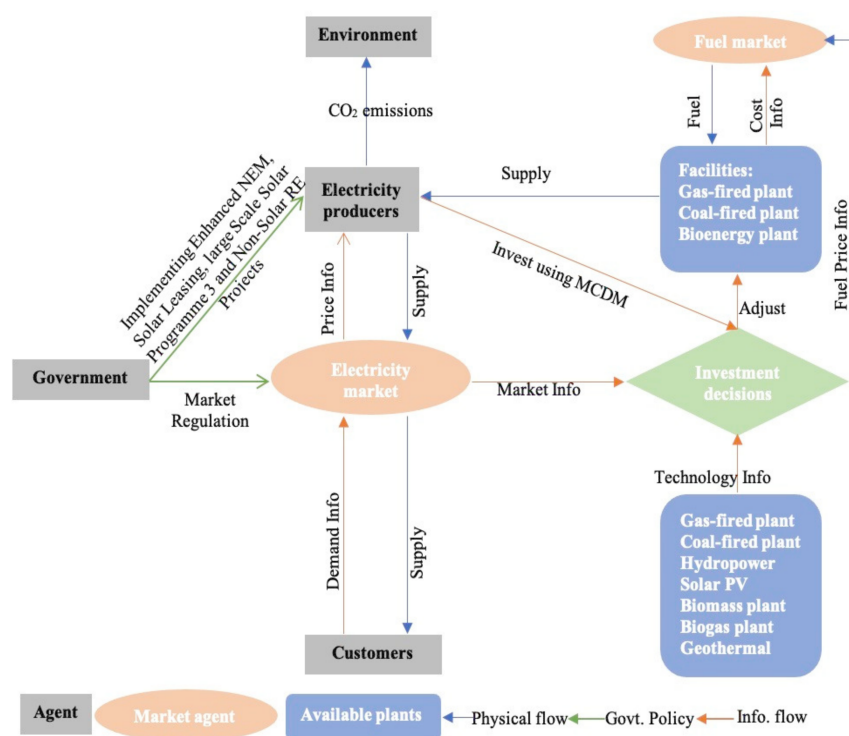 Environment
Fuel market
CO₂ emissions
Fuel
Cost
Info
Implementing Enhanced NEM,
Solar Leasing, large Scale Solar
Programme 3 and Non-Solar RE
Projects
Electricity
producers
Supply
Facilities:
Gas-fired plant
Coal-fired plant
Bioenergy plant
Fuel Price Info
Price Info
Supply
Invest using MCDM
Adjust
Government
Market
Regulation
Electricity
market
Market Info
Investment
decisions
Technology Info
Demand Info
Supply
Gas-fired plant
Coal-fired plant
Hydropower
Solar PV
Biomass plant
Biogas plant
Geothermal
Customers
Agent
Market agent
Available plants
Physical flow
Govt. Policy
Info. flow